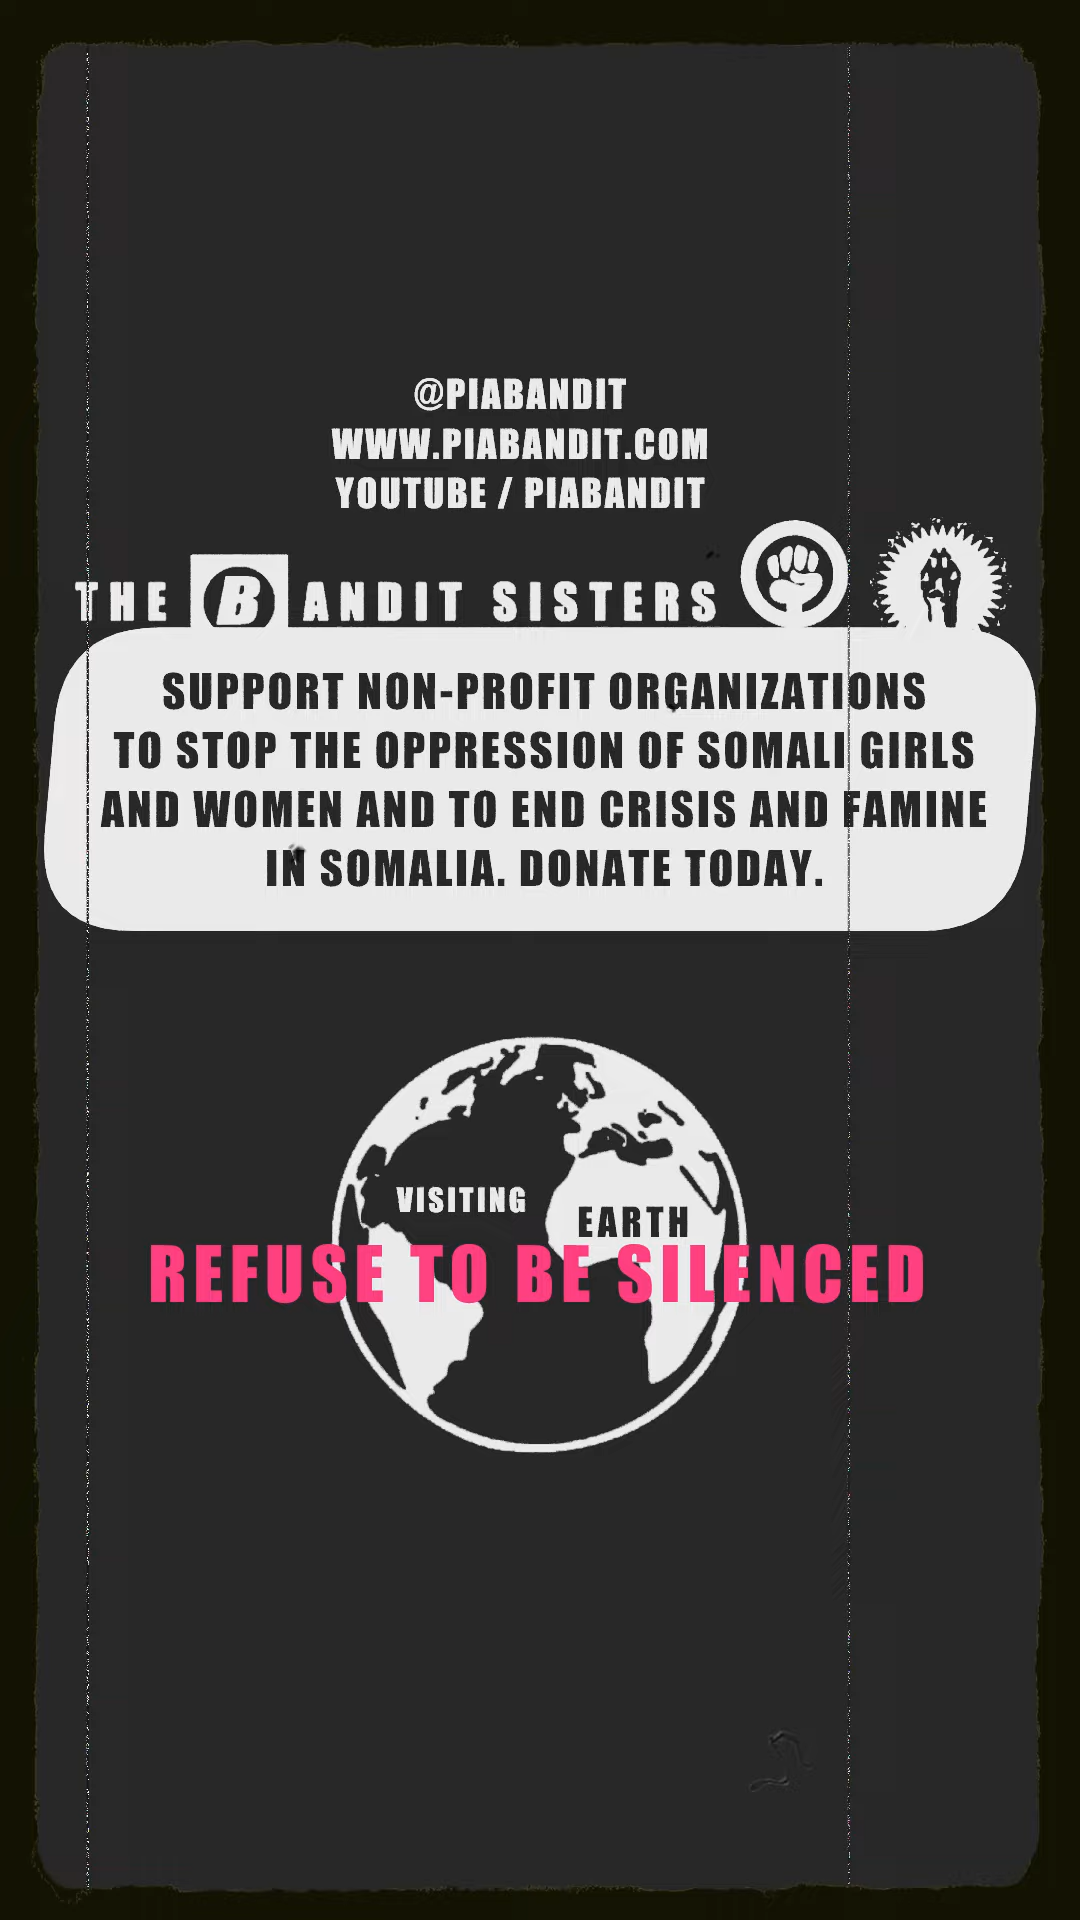 @PIABANDIT
WWW.PIABANDIT.COM
YOUTUBE / PIABANDIT
THE BANDIT SISTERS
SUPPORT NON-PROFIT ORGANIZATIONS
TO STOP THE OPPRESSION OF SOMALI GIRLS
AND WOMEN AND TO END CRISIS AND FAMINE
IN SOMALIA. DONATE TODAY.
VISITING EARTH
REFUSE TO BE SILENCED